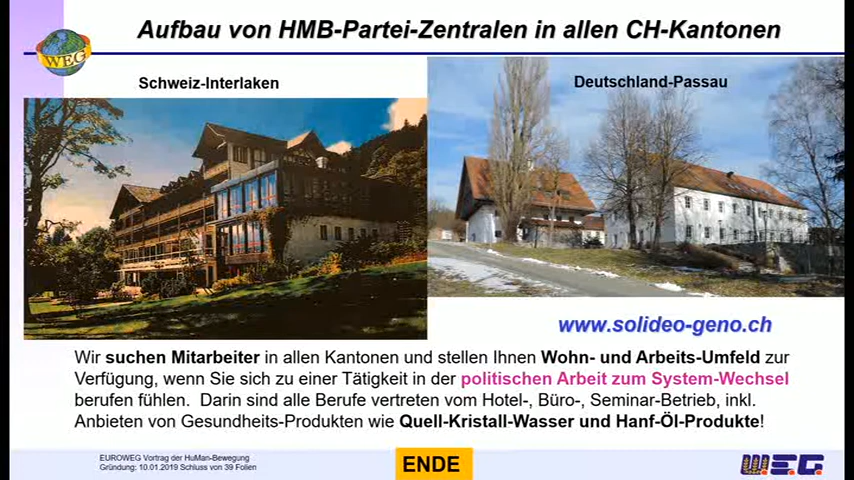 Aufbau von HMB-Partei-Zentralen in allen CH-Kantonen
WEG
Schweiz-Interlaken
Deutschland-Passau
www.solideo-geno.ch
Wir suchen Mitarbeiter in allen Kantonen und stellen Ihnen Wohn- und Arbeits-Umfeld zur
Verfügung, wenn Sie sich zu einer Tätigkeit in der politischen Arbeit zum System-Wechsel
berufen fühlen. Darin sind alle Berufe vertreten vom Hotel-, Büro-, Seminar-Betrieb, inkl.
Anbieten von Gesundheits-Produkten wie Quell-Kristall-Wasser und Hanf-Öl-Produkte!
EUROWEG Vortrag der HuMan-Bewegung
Gründung: 10.01.2019 Schluss von 39 Folien
ENDE
W.E.G.